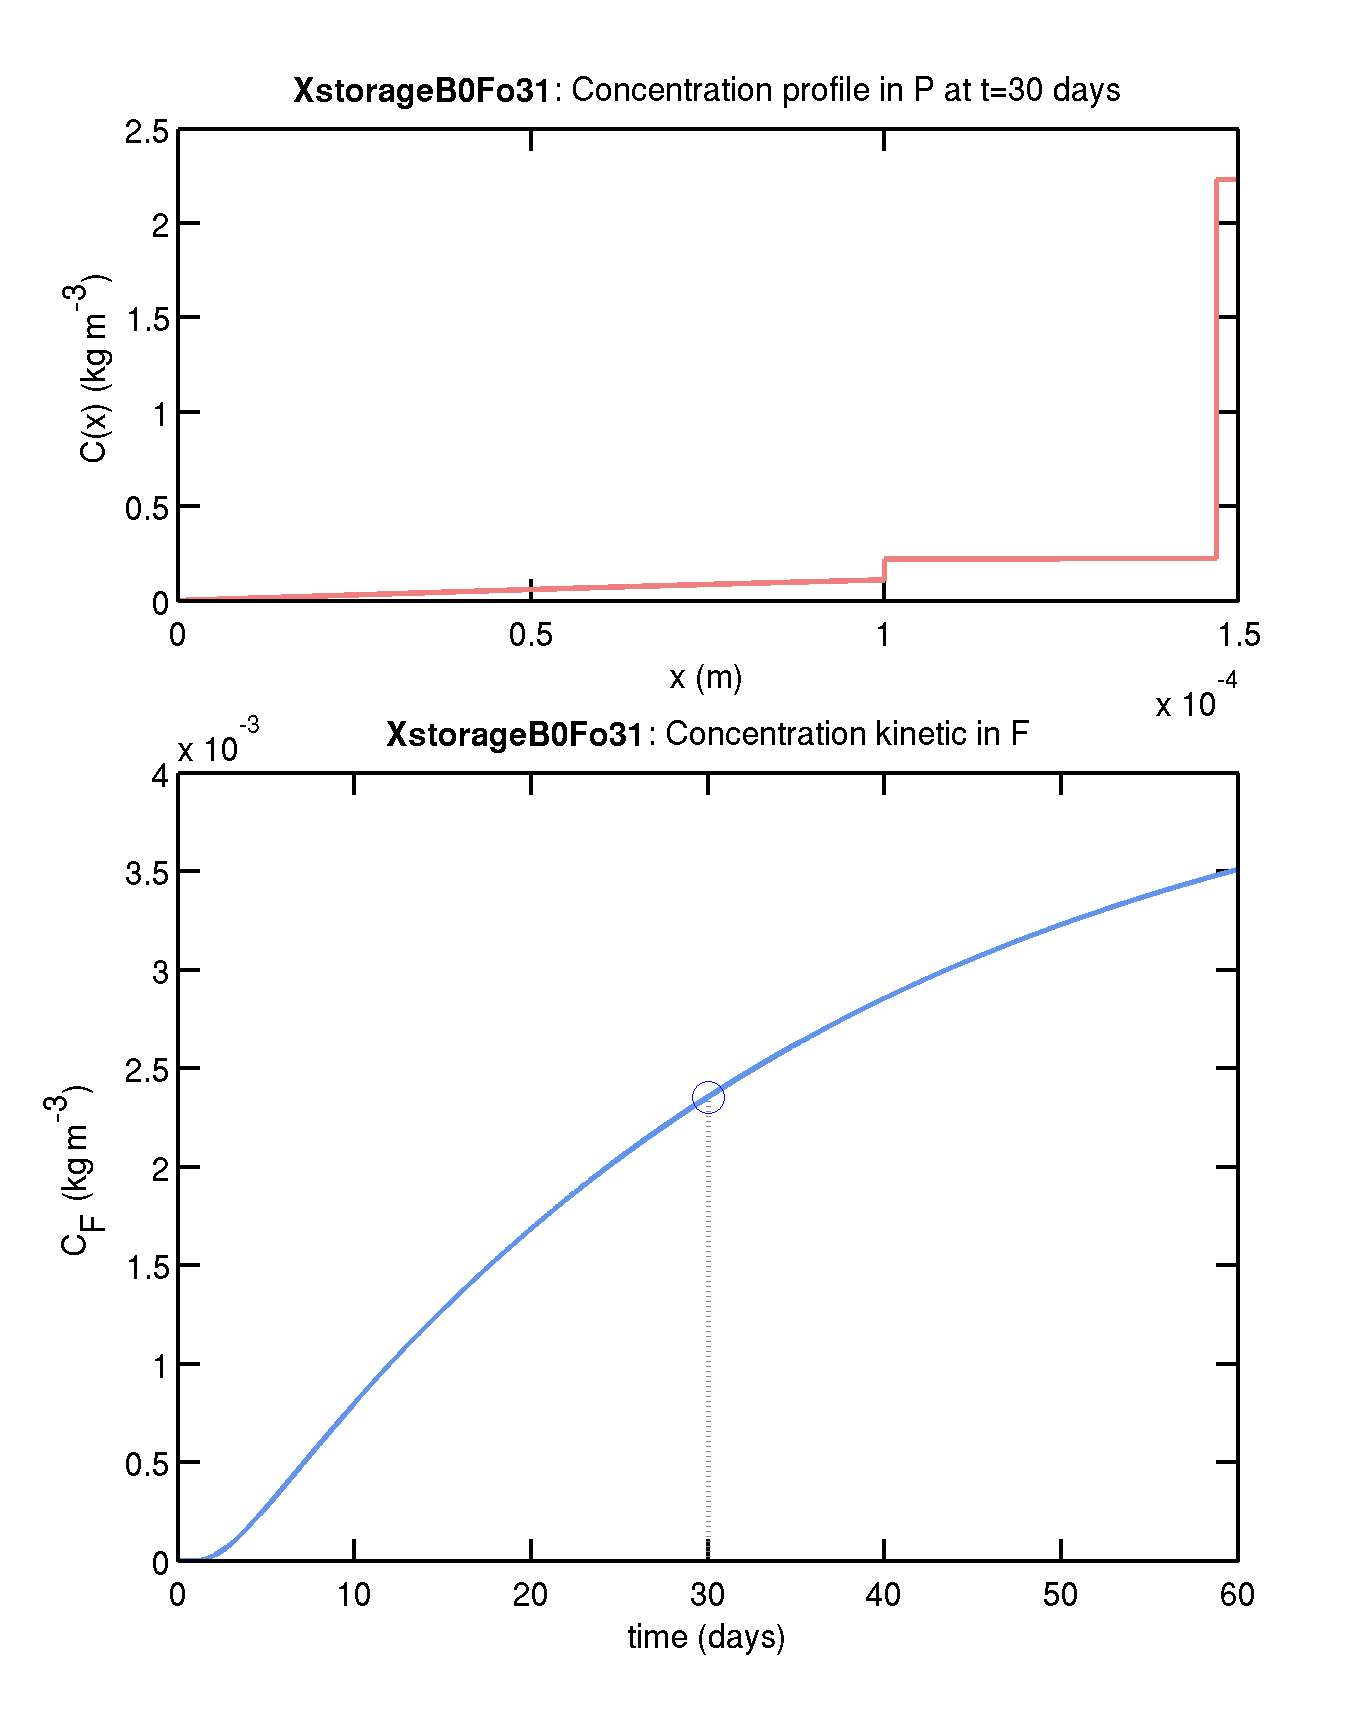 XstorageB0Fo31: Concentration profile in P at t=30 days
2.5
2
1.5
1
0.5
0
C(x) (kg m-3)
0 0.5 1 1.5
x (m)
x 10-4
XstorageB0Fo31: Concentration kinetic in F
x 10-3
4
3.5
3
2.5
2
1.5
1
0.5
0
CF (kg m-3)
0 10 20 30 40 50 60
time (days)